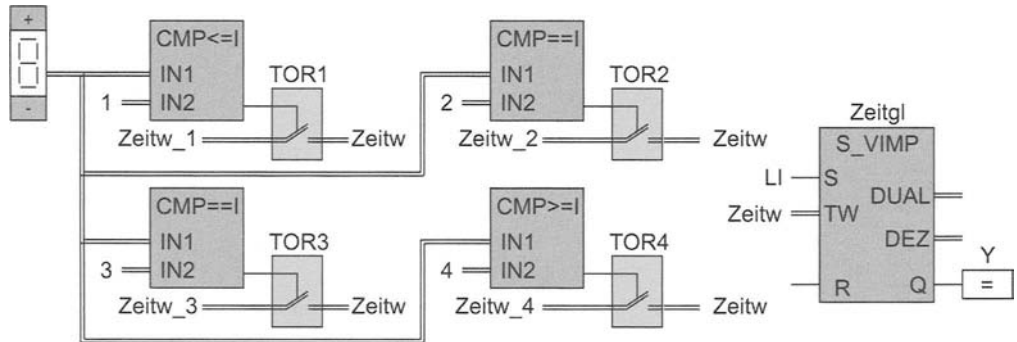 +
-
CMP<=I
IN1
1 IN2
TOR1
Zeitw_1 Zeitw
CMP==I
IN1
2 IN2
TOR2
Zeitw_2 Zeitw
CMP==I
IN1
3 IN2
TOR3
Zeitw_3 Zeitw
CMP>=I
IN1
4 IN2
TOR4
Zeitw_4 Zeitw
Zeitgl
S_VIMP
LI S
DUAL
Zeitw TW
DEZ
R Q
Y
=